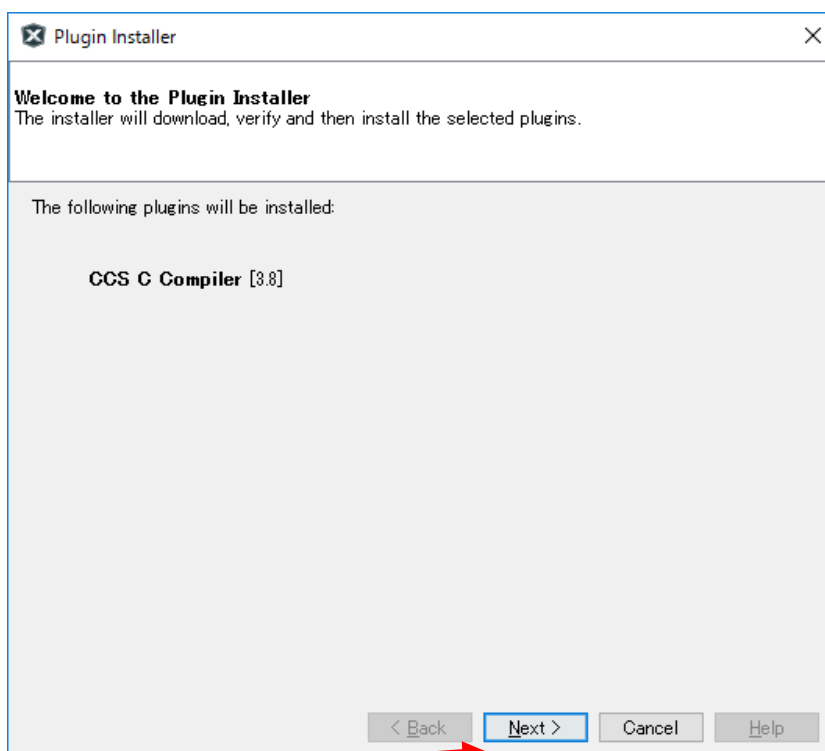 Plugin Installer
Welcome to the Plugin Installer
The installer will download, verify and then install the selected plugins.
The following plugins will be installed:
CCS C Compiler [3.8]
< Back Next > Cancel Help